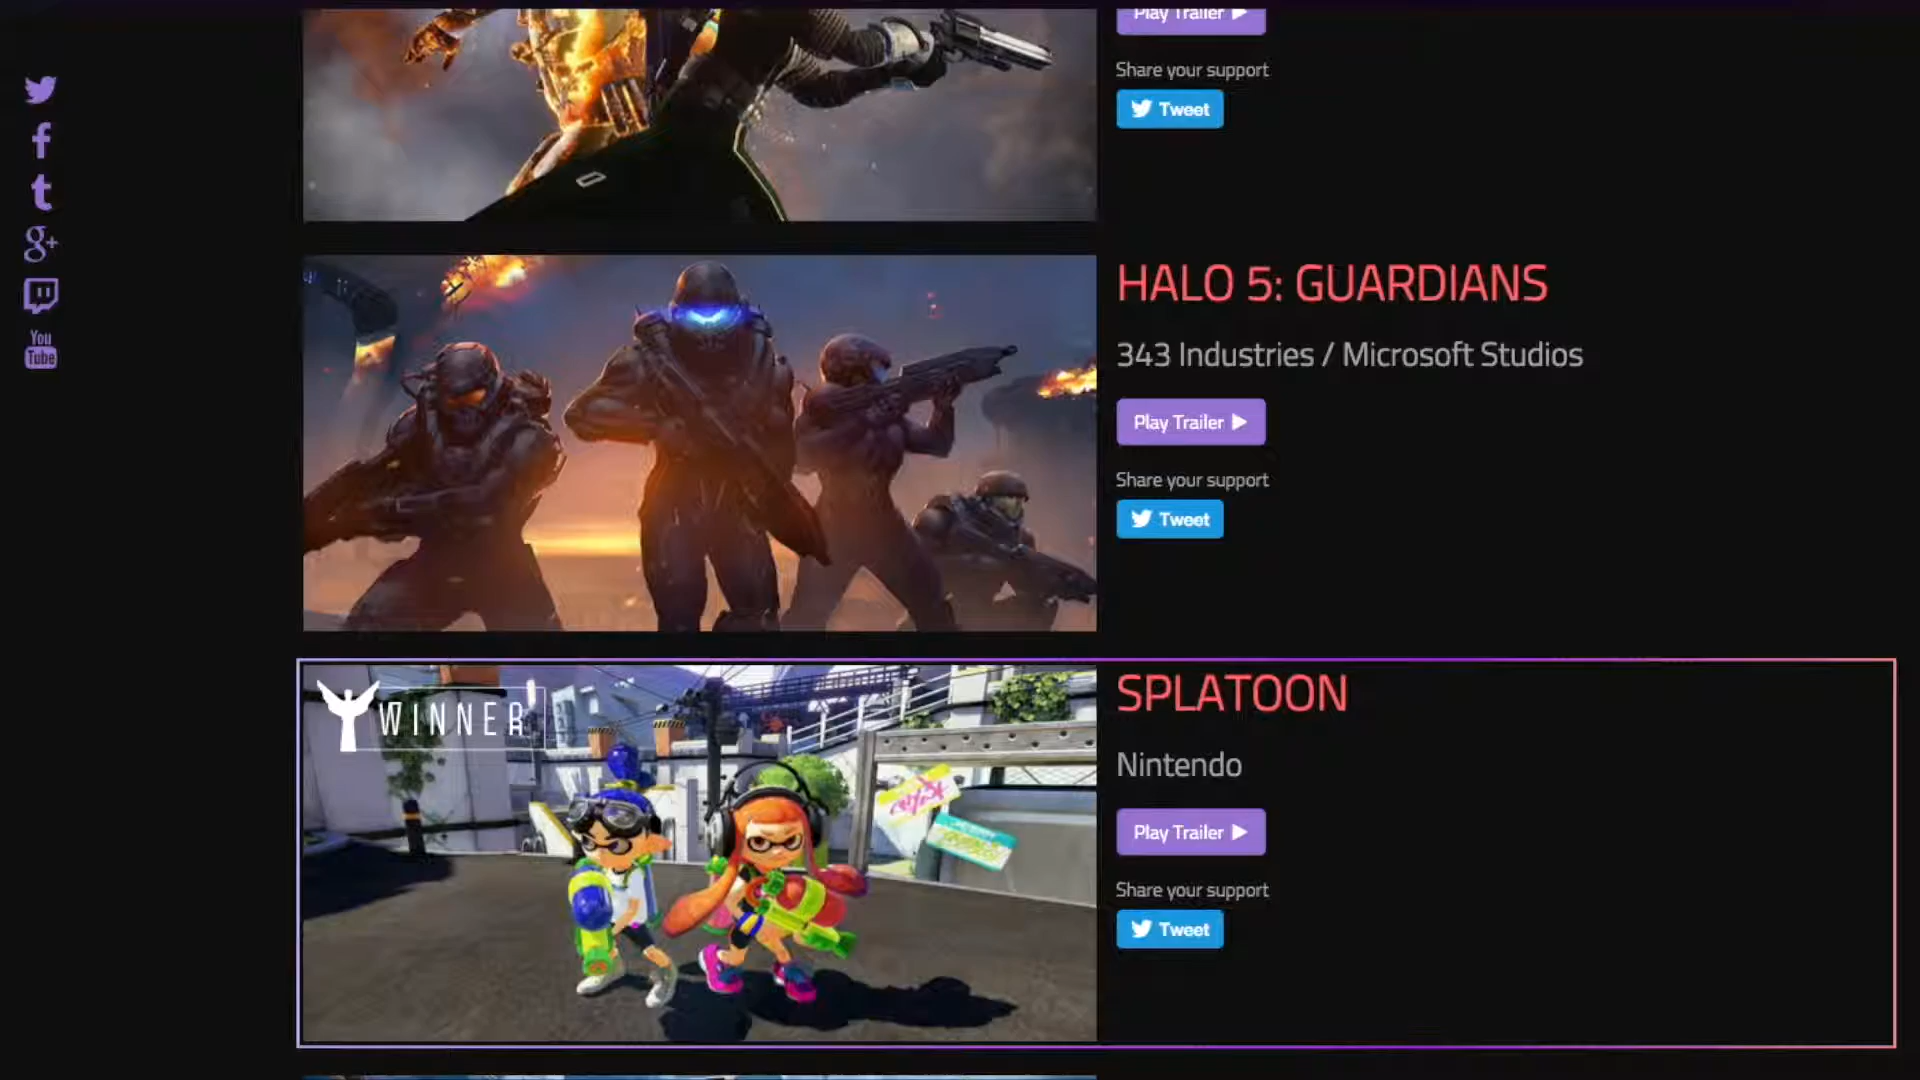 Play Trailer
Share your support
Tweet
HALO 5: GUARDIANS
343 Industries / Microsoft Studios
Play Trailer
Share your support
Tweet
WINNER
SPLATOON
Nintendo
Play Trailer
Share your support
Tweet
t
g+
You
Tube